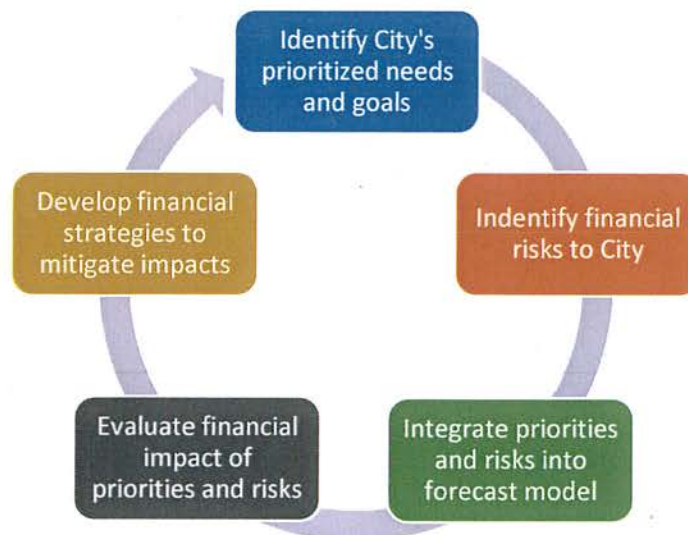 Identify City's
prioritized needs
and goals
Indentify financial
risks to City
Integrate priorities
and risks into
forecast model
Evaluate financial
impact of
priorities and risks
Develop financial
strategies to
mitigate impacts